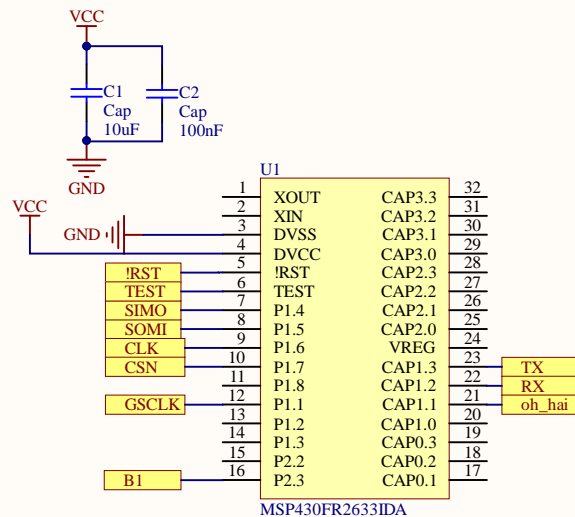 VCC
C1
Cap
10uF
C2
Cap
100nF
GND
U1
VCC
GND
1 XOUT CAP3.3 32
2 XIN CAP3.2 31
3 DVSS CAP3.1 30
4 DVCC CAP3.0 29
!RST 5 !RST CAP2.3 28
TEST 6 TEST CAP2.2 27
SIMO 7 P1.4 CAP2.1 26
SOMI 8 P1.5 CAP2.0 25
CLK 9 P1.6 VREG 24
CSN 10 P1.7 CAP1.3 23 TX
11 P1.8 CAP1.2 22 RX
GSCLK 12 P1.1 CAP1.1 21 oh_hai
13 P1.2 CAP1.0 20
14 P1.3 CAP0.3 19
15 P2.2 CAP0.2 18
B1 16 P2.3 CAP0.1 17
MSP430FR2633IDA